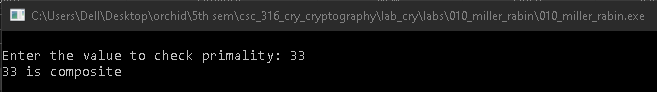 C:\Users\Dell\Desktop\orchid\5th sem\csc_316_cry_cryptography\lab_cry\labs\010_miller_rabin\010_miller_rabin.exe
Enter the value to check primality: 33
33 is composite